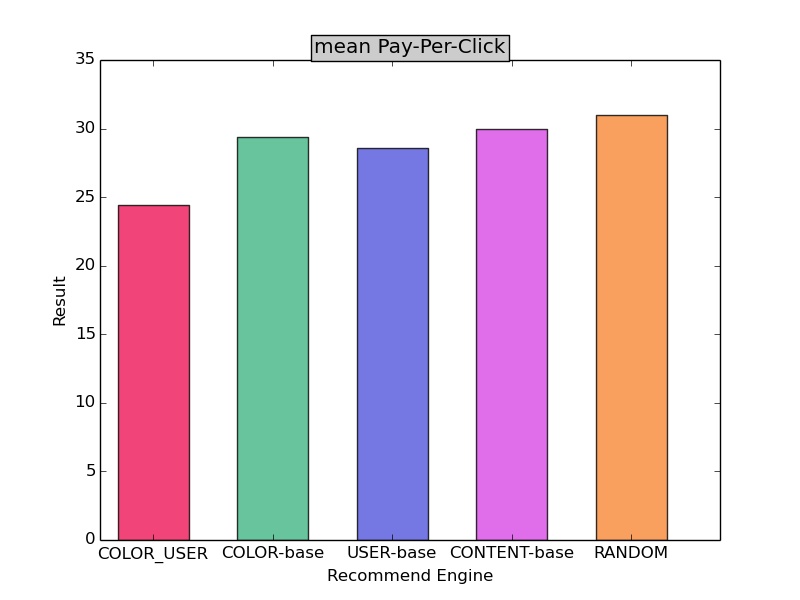 mean Pay-Per-Click
35
30
25
20
15
10
5
0
Result
COLOR_USER COLOR-base USER-base CONTENT-base RANDOM
Recommend Engine